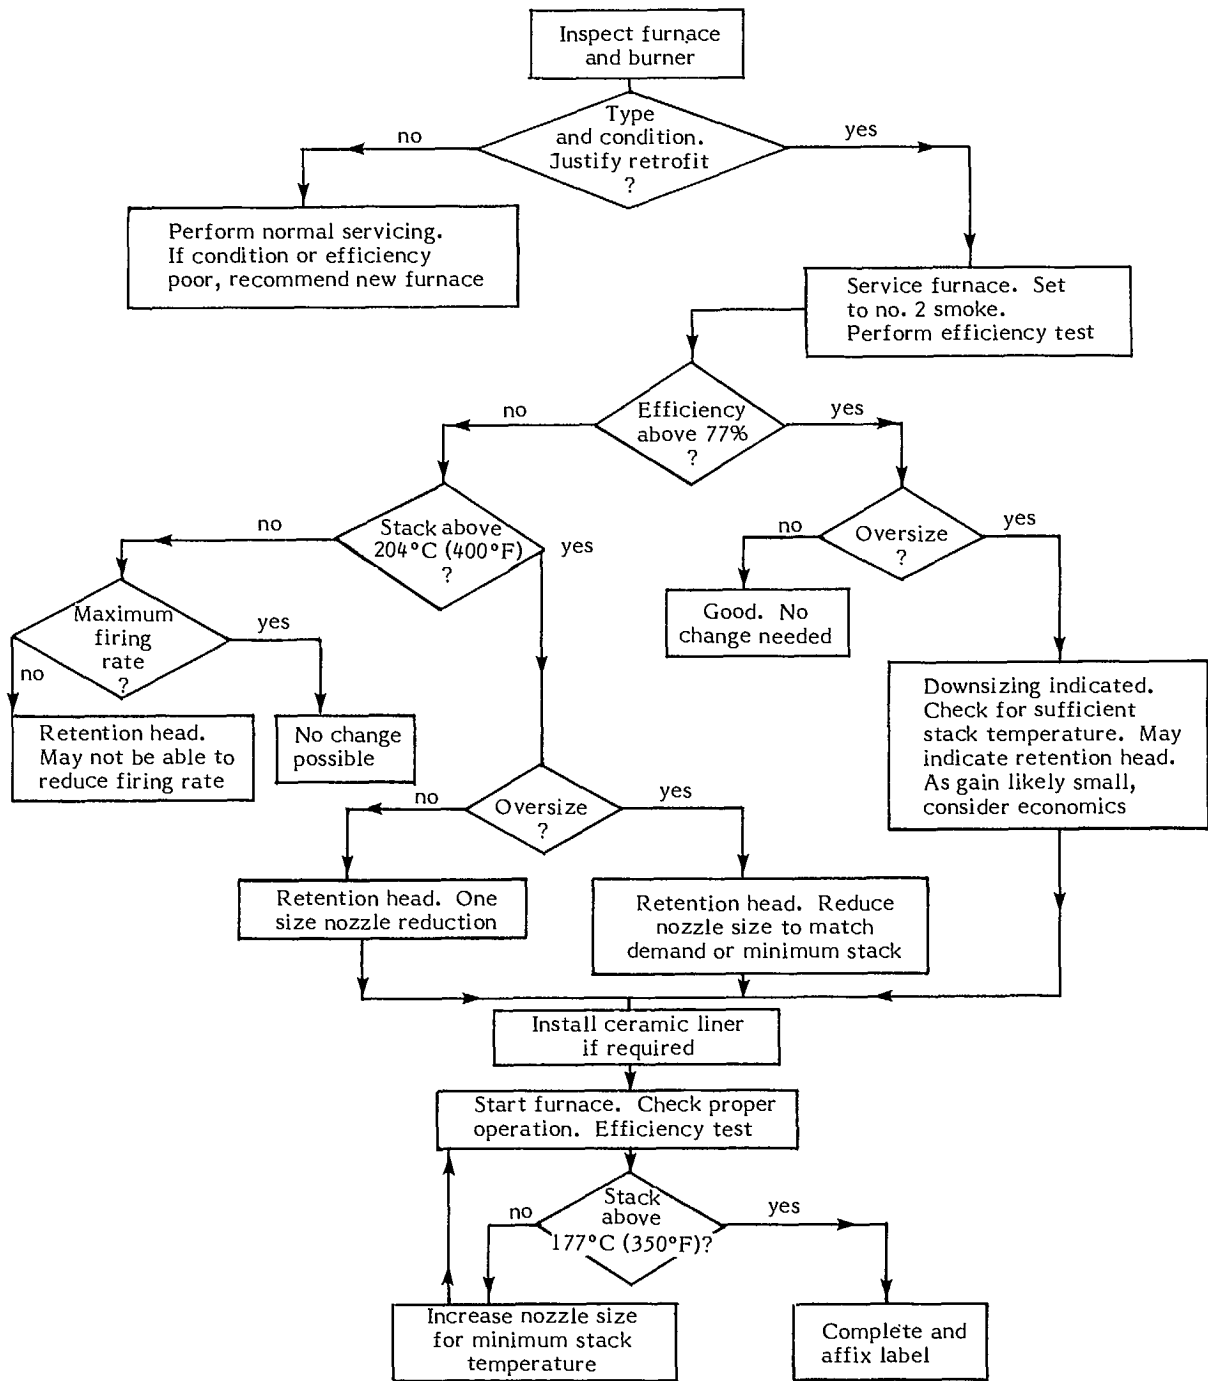 Inspect furnace
and burner
Type
and condition.
Justify retrofit
?
no
yes
Perform normal servicing.
If condition or efficiency
poor, recommend new furnace
Service furnace. Set
to no. 2 smoke.
Perform efficiency test
Efficiency
above 77%
?
no
yes
Stack above
204°C (400°F)
?
no
yes
Oversize
?
no
yes
Maximum
firing
rate
?
yes
no
Good. No
change needed
Retention head.
May not be able to
reduce firing rate
No change
possible
Downsizing indicated.
Check for sufficient
stack temperature. May
indicate retention head.
As gain likely small,
consider economics
Oversize
?
no
yes
Retention head. One
size nozzle reduction
Retention head. Reduce
nozzle size to match
demand or minimum stack
Install ceramic liner
if required
Start furnace. Check proper
operation. Efficiency test
Stack
above
177°C (350°F)?
no
yes
Increase nozzle size
for minimum stack
temperature
Complete and
affix label